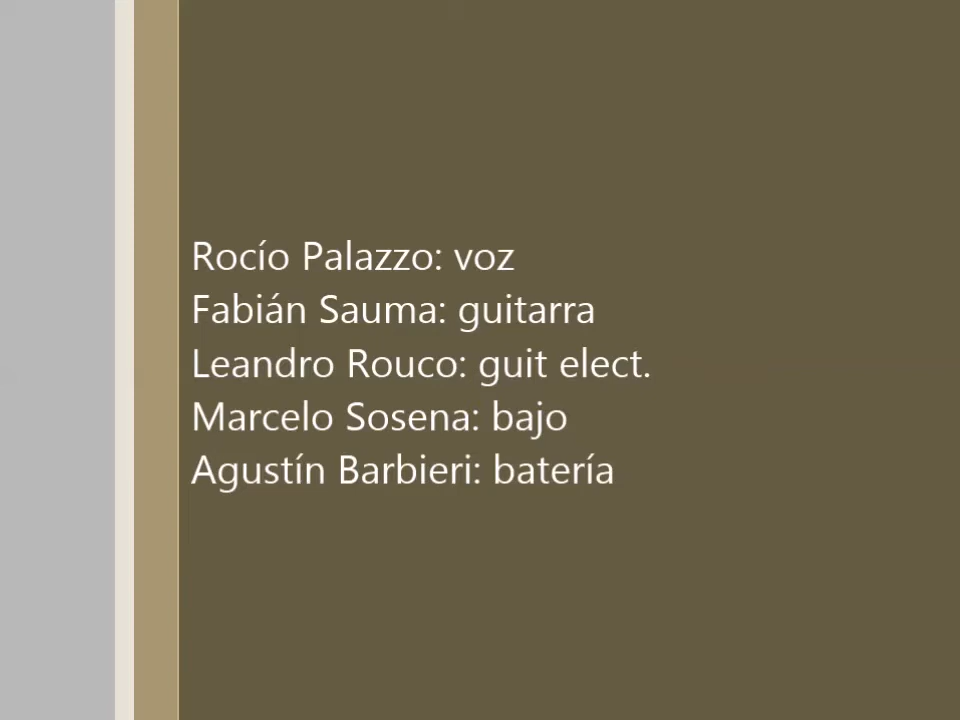 Rocío Palazzo: voz
Fabián Sauma: guitarra
Leandro Rouco: guit elect.
Marcelo Sosena: bajo
Agustín Barbieri: batería